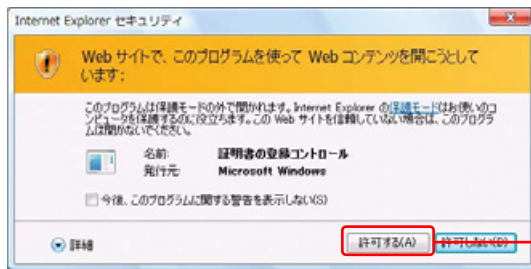 Internet Explorer セキュリティ
Web サイトで、このプログラムを使って Web コンテンツを開こうとして
います:
このプログラムは保護モードの外で開かれます。Internet Explorer の保護モードはお使いのコ
ンピュータを保護するのに役立ちます。この Web サイトを信頼していない場合は、このプログラ
ムは開かないでください。
名前: 証明書の登録コントロール
発行元: Microsoft Windows
今後、このプログラムに関する警告を表示しない(S)
詳細
許可する(A) 許可しない(D)